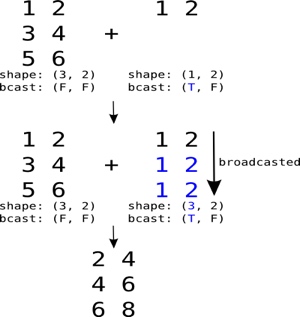 1 2 1 2
3 4 +
5 6
shape: (3, 2) shape: (1, 2)
bcast: (F, F) bcast: (T, F)
1 2 1 2
3 4 + 1 2 broadcasted
5 6 1 2
shape: (3, 2) shape: (3, 2)
bcast: (F, F) bcast: (T, F)
2 4
4 6
6 8